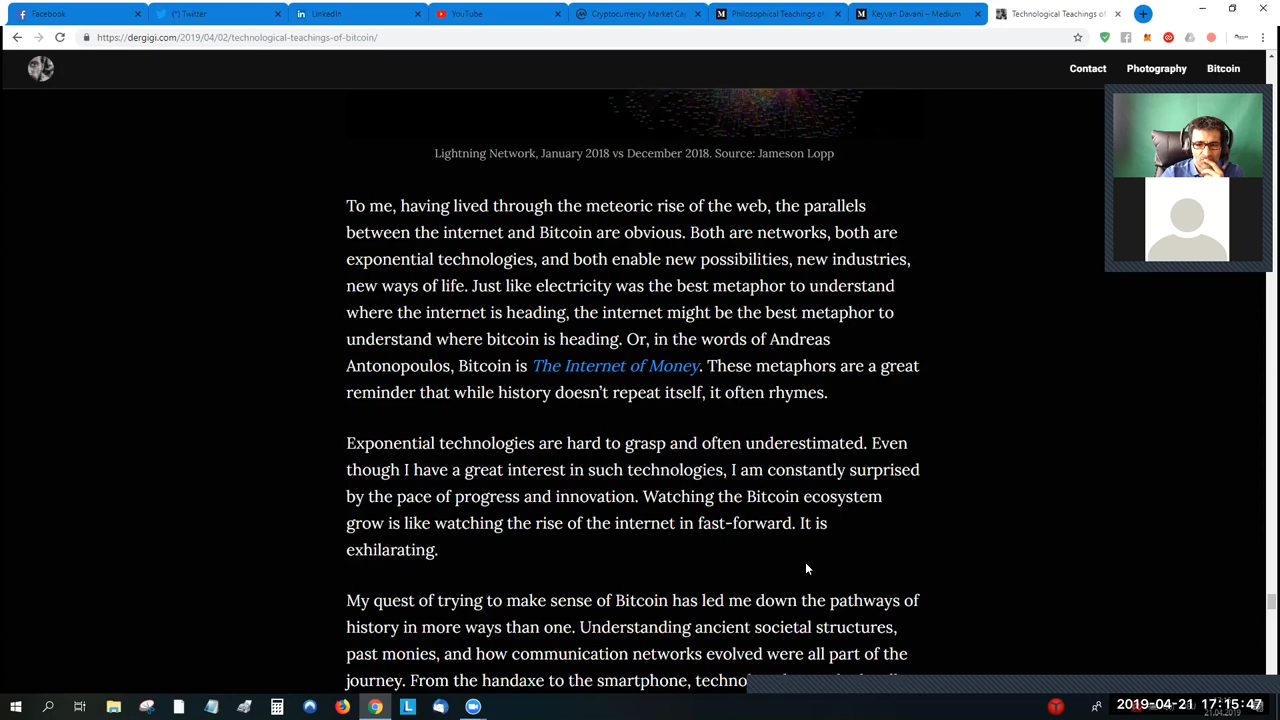 Facebook
(*) Twitter
LinkedIn
YouTube
Cryptocurrency Market Ca
Philosophical Teachings o
Keyvan Davani – Medium
Technological Teachings o
https://dergigi.com/2019/04/02/technological-teachings-of-bitcoin/
Contact Photography Bitcoin
Lightning Network, January 2018 vs December 2018. Source: Jameson Lopp
To me, having lived through the meteoric rise of the web, the parallels
between the internet and Bitcoin are obvious. Both are networks, both are
exponential technologies, and both enable new possibilities, new industries,
new ways of life. Just like electricity was the best metaphor to understand
where the internet is heading, the internet might be the best metaphor to
understand where bitcoin is heading. Or, in the words of Andreas
Antonopoulos, Bitcoin is The Internet of Money. These metaphors are a great
reminder that while history doesn't repeat itself, it often rhymes.
Exponential technologies are hard to grasp and often underestimated. Even
though I have a great interest in such technologies, I am constantly surprised
by the pace of progress and innovation. Watching the Bitcoin ecosystem
grow is like watching the rise of the internet in fast-forward. It is
exhilarating.
My quest of trying to make sense of Bitcoin has led me down the pathways of
history in more ways than one. Understanding ancient societal structures,
past monies, and how communication networks evolved were all part of the
journey. From the handaxe to the smartphone,
2019-04-21 17:15:47
21.04.2019